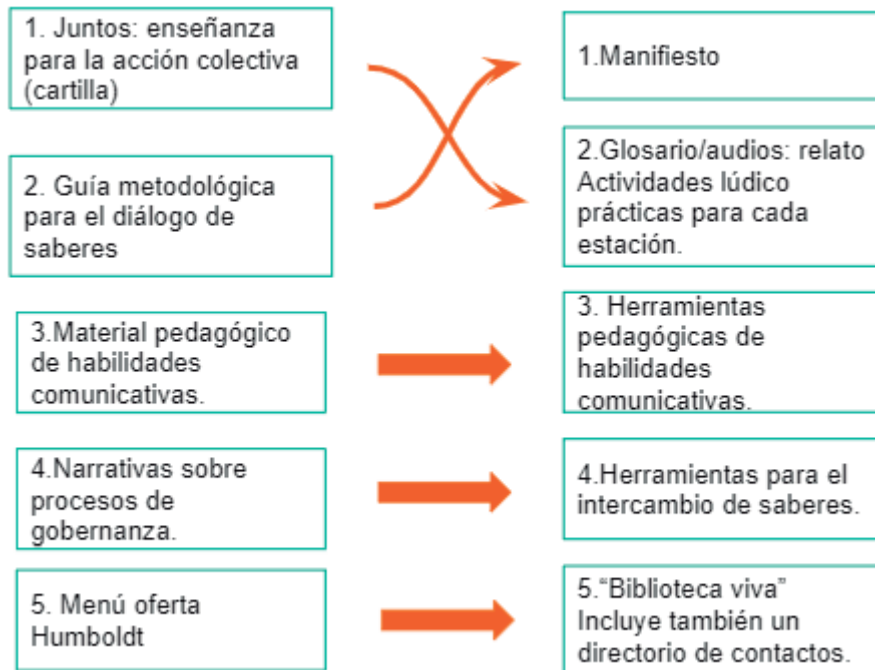 1. Juntos: enseñanza
para la acción colectiva
(cartilla)
1.Manifiesto
2. Guía metodológica
para el diálogo de
saberes
2.Glosario/audios: relato
Actividades lúdico
prácticas para cada
estación.
3.Material pedagógico
de habilidades
comunicativas.
3. Herramientas
pedagógicas de
habilidades
comunicativas.
4.Narrativas sobre
procesos de
gobernanza.
4.Herramientas para el
intercambio de saberes.
5. Menú oferta
Humboldt
5.“Biblioteca viva”
Incluye también un
directorio de contactos.